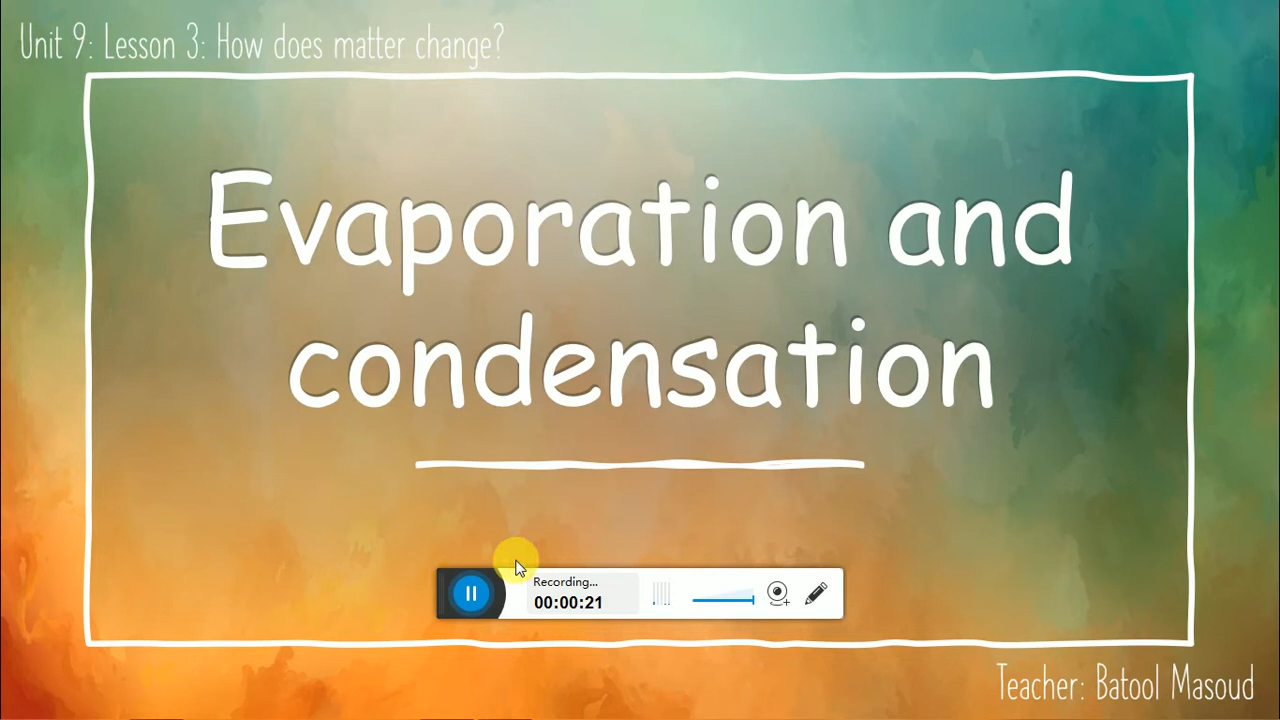 Unit 9: Lesson 3: How does matter change?
Evaporation and
condensation
Recording...
00:00:21
Teacher: Batool Masoud